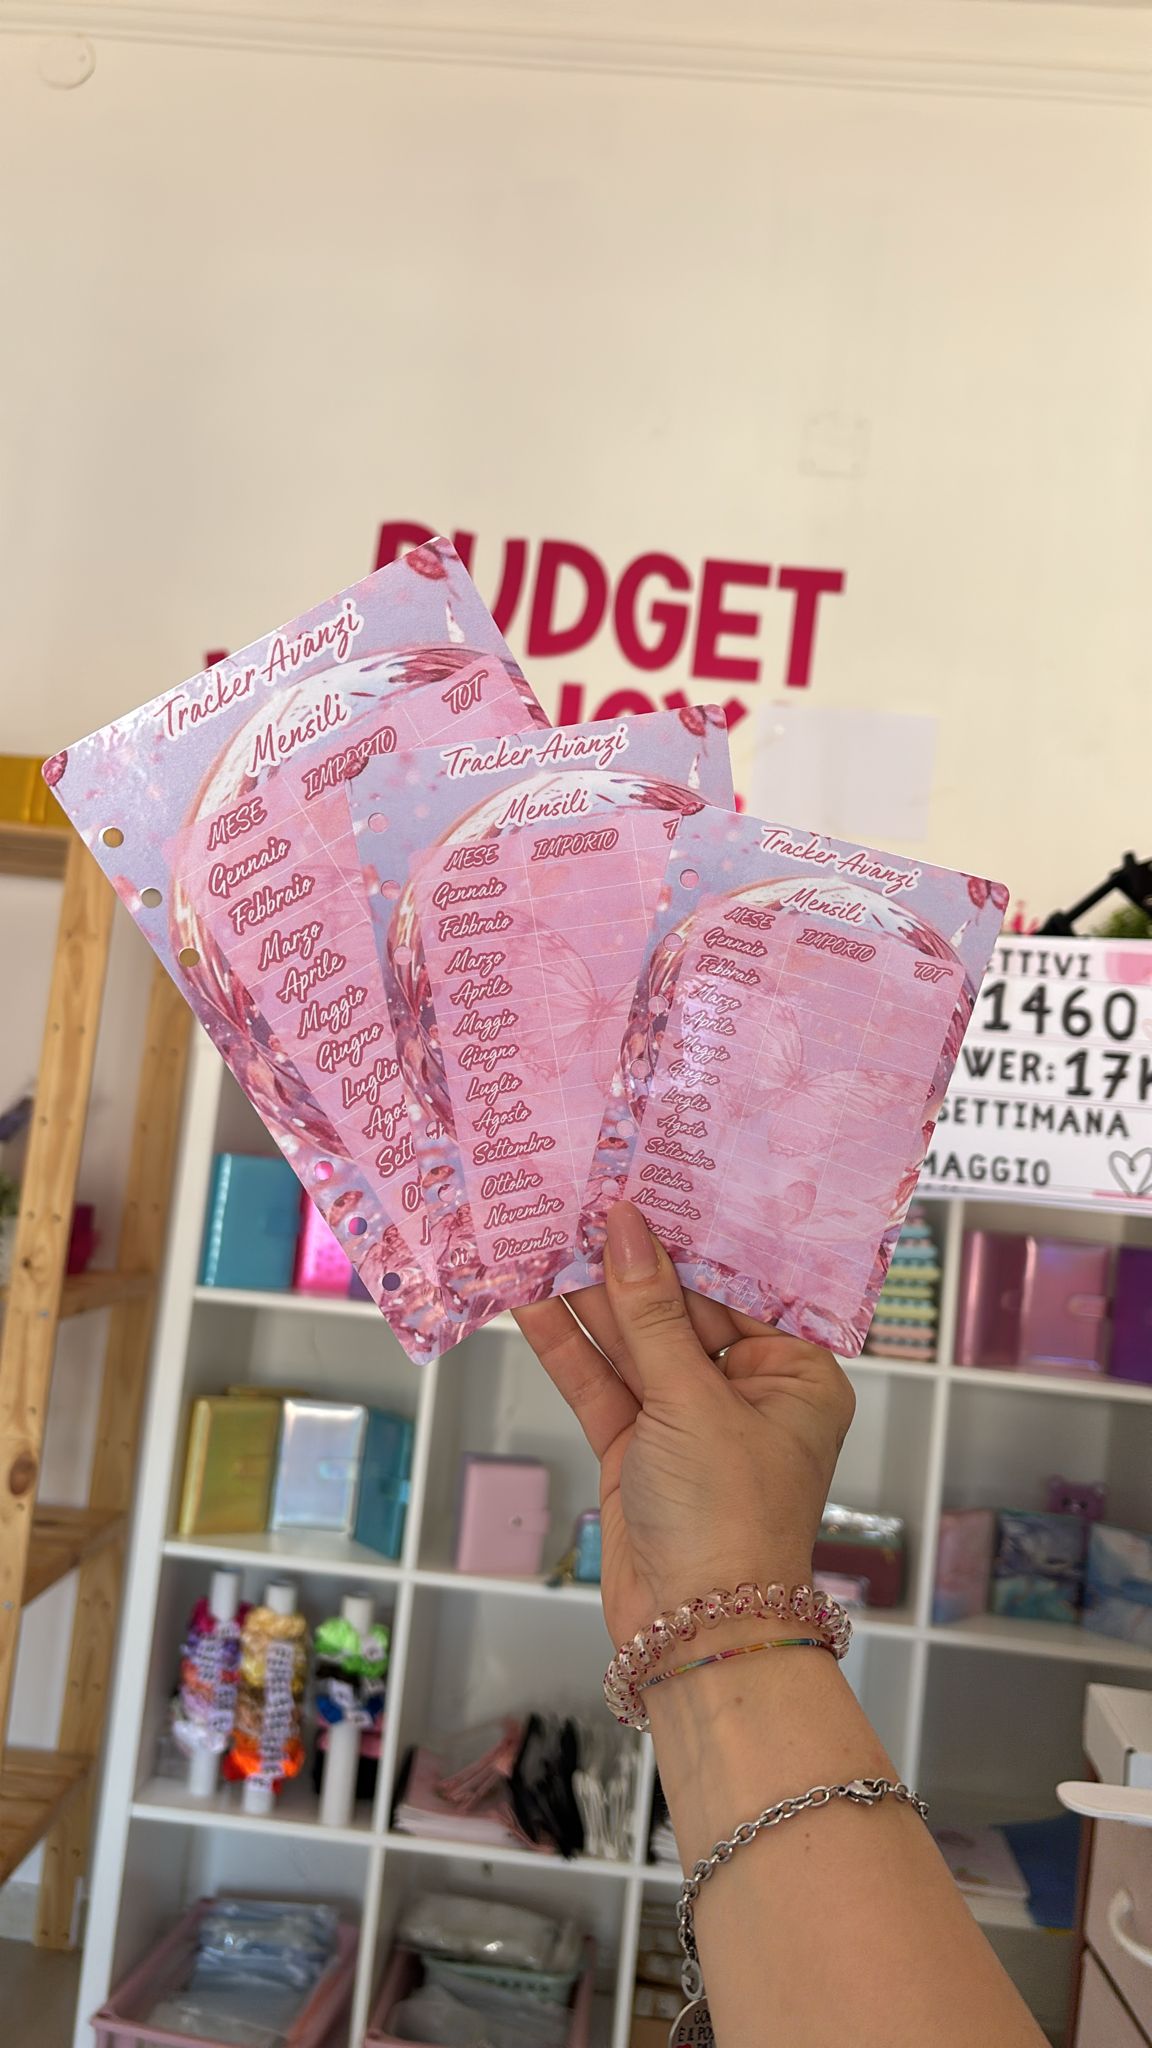 BUDGET
Tracker Avanzi
Mensili
MESE IMPORTO TOT
Gennaio
Febbraio
Marzo
Aprile
Maggio
Giugno
Luglio
Tracker Avanzi
Mensili
MESE IMPORTO
Gennaio
Febbraio
Marzo
Aprile
Maggio
Giugno
Luglio
Agosto
Settembre
Ottobre
Novembre
Dicembre
Tracker Avanzi
Mensili
MESE IMPORTO TOT
Gennaio
Febbraio
Marzo
Aprile
Maggio
Giugno
Luglio
Agosto
Settembre
Ottobre
Novembre
1460
17K
SETTIMANA
MAGGIO